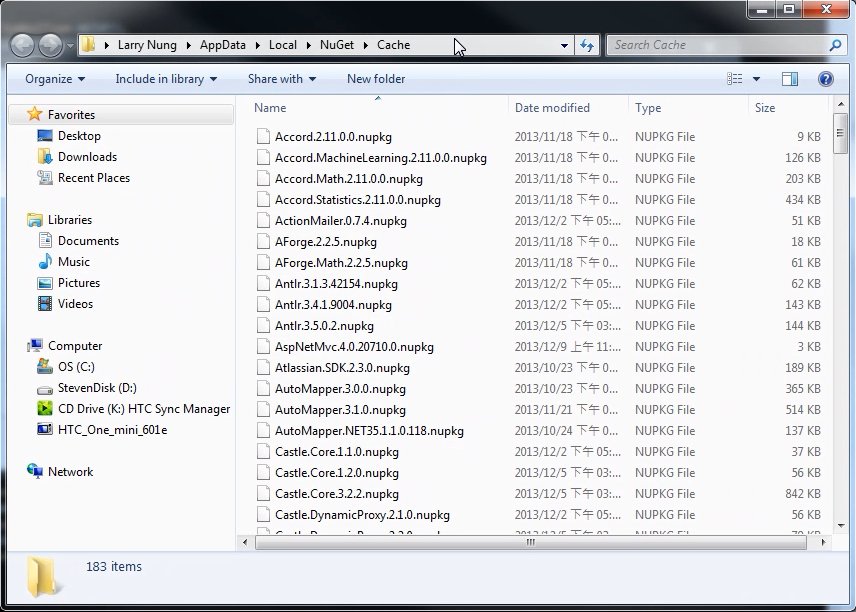 Larry Nung ▸ AppData ▸ Local ▸ NuGet ▸ Cache
Search Cache
Organize Include in library Share with New folder
Favorites
Desktop
Downloads
Recent Places
Libraries
Documents
Music
Pictures
Videos
Computer
OS (C:)
StevenDisk (D:)
CD Drive (K:) HTC Sync Manager
HTC_One_mini_601e
Network
Name Date modified Type Size
Accord.2.11.0.0.nupkg 2013/11/18 下午 0... NUPKG File 9 KB
Accord.MachineLearning.2.11.0.0.nupkg 2013/11/18 下午 0... NUPKG File 126 KB
Accord.Math.2.11.0.0.nupkg 2013/11/18 下午 0... NUPKG File 203 KB
Accord.Statistics.2.11.0.0.nupkg 2013/11/18 下午 0... NUPKG File 434 KB
ActionMailer.0.7.4.nupkg 2013/12/2 下午 05:... NUPKG File 51 KB
AForge.2.2.5.nupkg 2013/11/18 下午 0... NUPKG File 18 KB
AForge.Math.2.2.5.nupkg 2013/11/18 下午 0... NUPKG File 61 KB
Antlr.3.1.3.42154.nupkg 2013/12/2 下午 05:... NUPKG File 62 KB
Antlr.3.4.1.9004.nupkg 2013/12/2 下午 05:... NUPKG File 143 KB
Antlr.3.5.0.2.nupkg 2013/12/5 下午 03:... NUPKG File 144 KB
AspNetMvc.4.0.20710.0.nupkg 2013/12/9 上午 11:... NUPKG File 3 KB
Atlassian.SDK.2.3.0.nupkg 2013/10/23 下午 0... NUPKG File 189 KB
AutoMapper.3.0.0.nupkg 2013/10/23 下午 0... NUPKG File 365 KB
AutoMapper.3.1.0.nupkg 2013/11/21 下午 0... NUPKG File 514 KB
AutoMapper.NET35.1.1.0.118.nupkg 2013/10/24 下午 0... NUPKG File 137 KB
Castle.Core.1.1.0.nupkg 2013/12/2 下午 05:... NUPKG File 37 KB
Castle.Core.1.2.0.nupkg 2013/12/5 下午 03:... NUPKG File 56 KB
Castle.Core.3.2.2.nupkg 2013/12/5 下午 03:... NUPKG File 842 KB
Castle.DynamicProxy.2.1.0.nupkg 2013/12/2 下午 05:... NUPKG File 56 KB
183 items